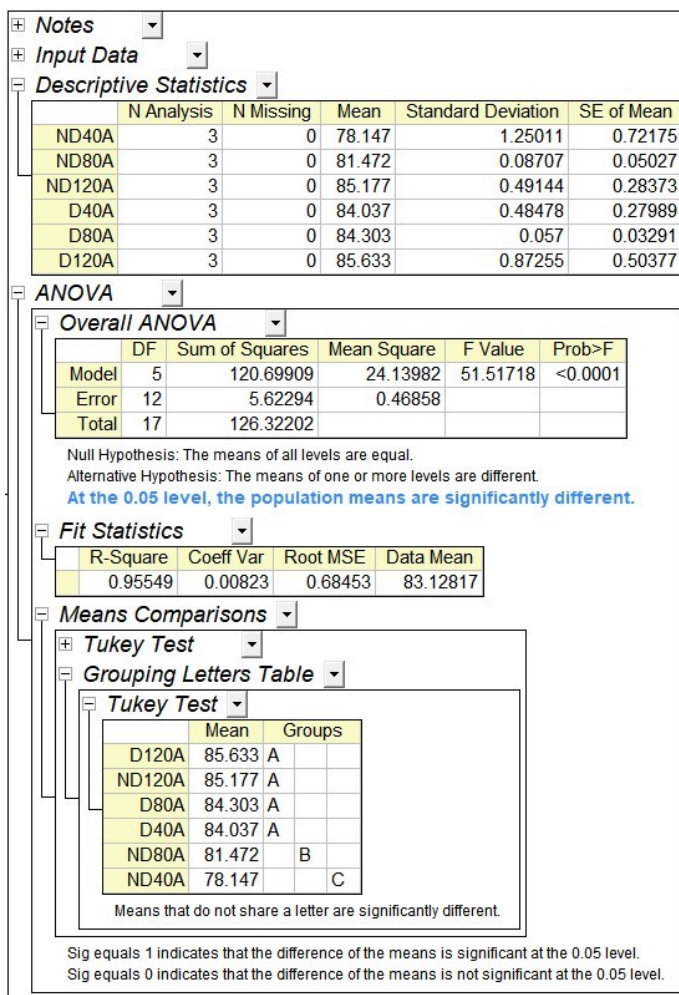 Notes
Input Data
Descriptive Statistics
N Analysis N Missing Mean Standard Deviation SE of Mean
ND40A 3 0 78.147 1.25011 0.72175
ND80A 3 0 81.472 0.08707 0.05027
ND120A 3 0 85.177 0.49144 0.28373
D40A 3 0 84.037 0.48478 0.27989
D80A 3 0 84.303 0.057 0.03291
D120A 3 0 85.633 0.87255 0.50377
ANOVA
Overall ANOVA
DF Sum of Squares Mean Square F Value Prob>F
Model 5 120.69909 24.13982 51.51718 <0.0001
Error 12 5.62294 0.46858
Total 17 126.32202
Null Hypothesis: The means of all levels are equal.
Alternative Hypothesis: The means of one or more levels are different.
At the 0.05 level, the population means are significantly different.
Fit Statistics
R-Square Coeff Var Root MSE Data Mean
0.95549 0.00823 0.68453 83.12817
Means Comparisons
Tukey Test
Grouping Letters Table
Tukey Test
Mean Groups
D120A 85.633 A
ND120A 85.177 A
D80A 84.303 A
D40A 84.037 A
ND80A 81.472 B
ND40A 78.147 C
Means that do not share a letter are significantly different.
Sig equals 1 indicates that the difference of the means is significant at the 0.05 level.
Sig equals 0 indicates that the difference of the means is not significant at the 0.05 level.